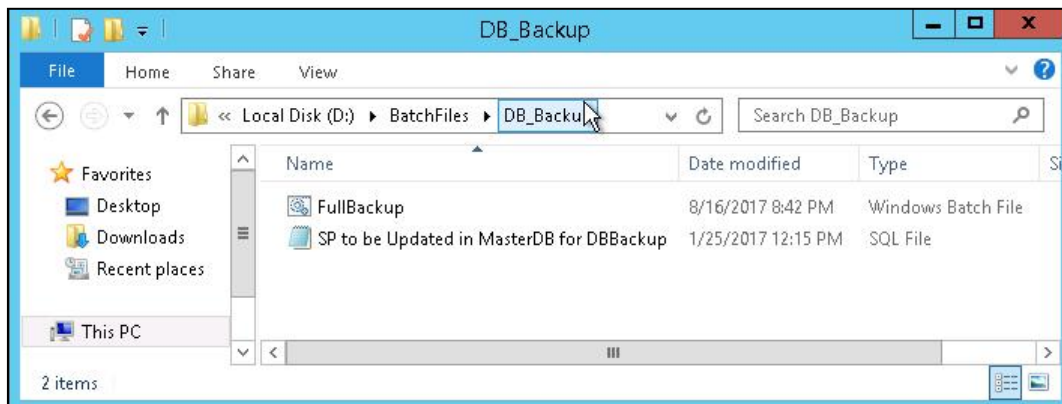 DB_Backup
File Home Share View
« Local Disk (D:) ▸ BatchFiles ▸ DB_Backu
Search DB_Backup
Name Date modified Type Si
Favorites
Desktop
Downloads
Recent places
This PC
FullBackup 8/16/2017 8:42 PM Windows Batch File
SP to be Updated in MasterDB for DBBackup 1/25/2017 12:15 PM SQL File
2 items